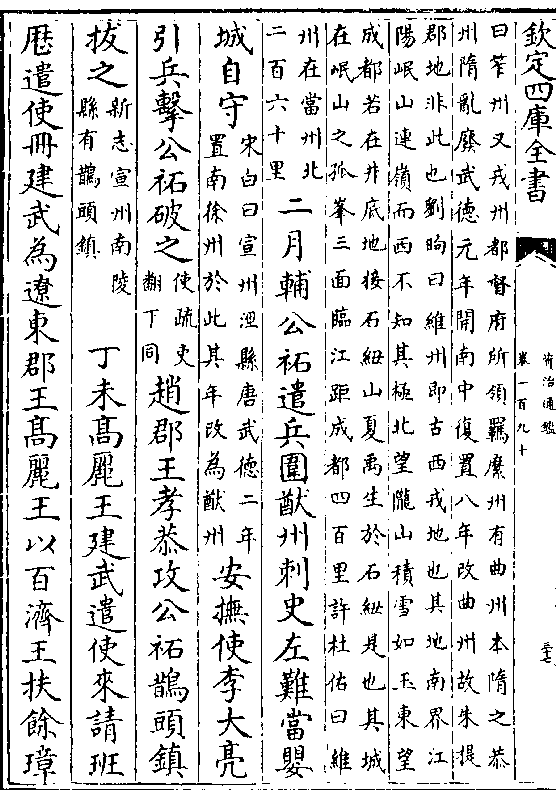 欽定四庫全書
資治通鑑
卷一百九十
曰笮州又戎州都督府所領羈縻州有曲州本隋之恭
州隋亂廢武德元年開南中復置八年改曲州故朱提
郡地非此也劉昫曰維州即古西戎地也其地南界江
陽岷山連嶺而西不知其極北望隴山積雪如玉東望
成都若在井底地接石紐山夏禹生於石紐是也其城
在岷山之孤峯三面臨江距成都四百里許杜佑曰維
州在當州北
二百六十里
二月輔公祏遣兵圍猷州刺史左難當嬰
城自守
宋白曰宣州涇縣唐武德二年
置南徐州於此其年改為猷州
安撫使李大亮
引兵擊公祏破之
使疏吏
翻下同
趙郡王孝恭攻公祏鵲頭鎮
拔之
新志宣州南陵
縣有鵲頭鎮
丁未髙麗王建武遣使來請班
厯遣使冊建武為遼東郡王髙麗王以百濟王扶餘璋